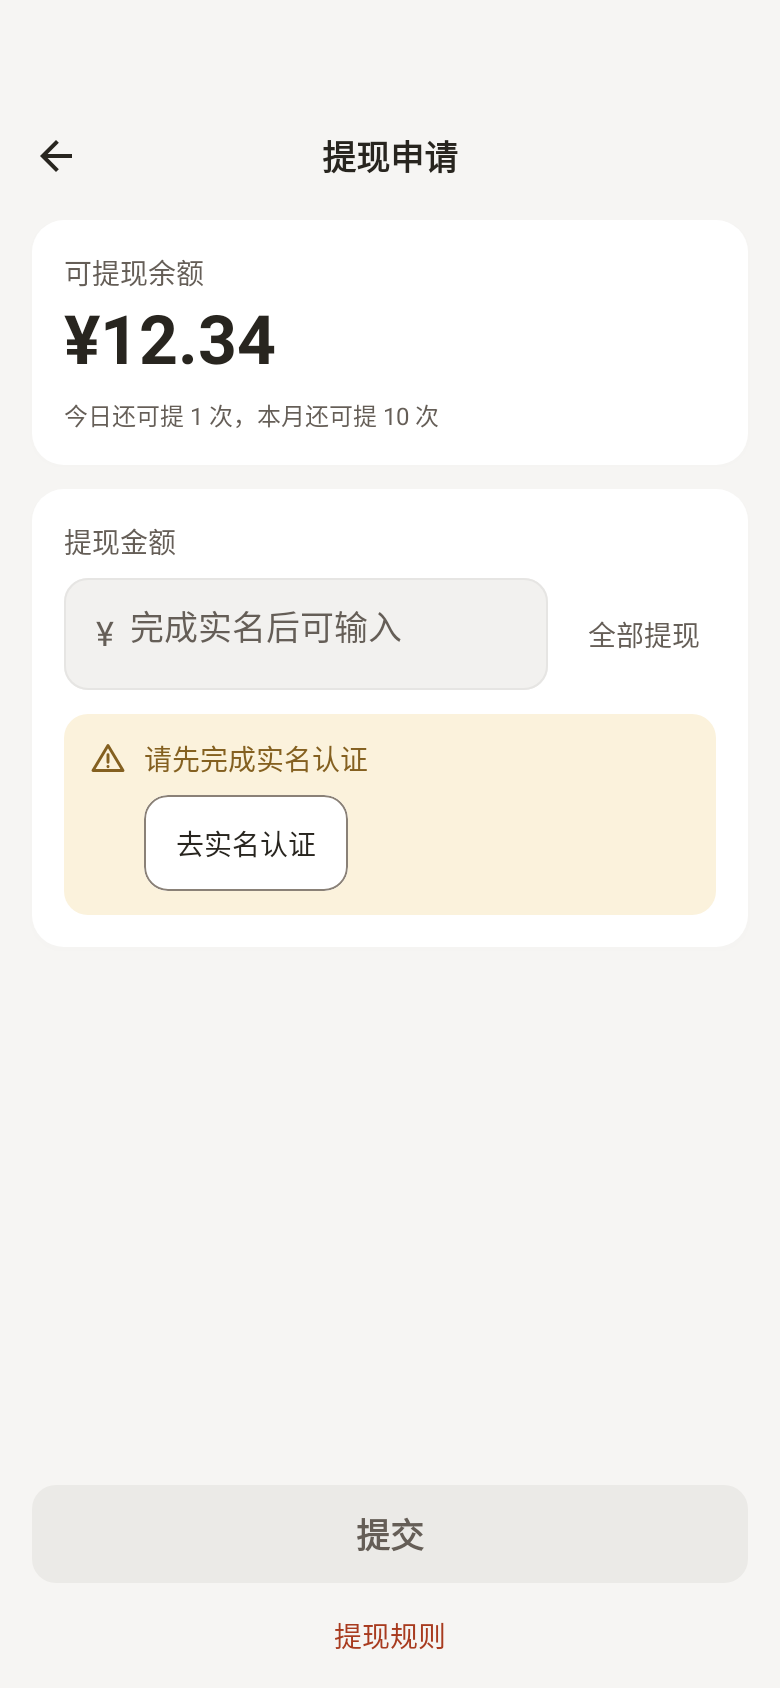 提现申请
可提现余额
¥12.34
今日还可提 1 次，本月还可提 10 次
提现金额
¥ 完成实名后可输入
全部提现
请先完成实名认证
去实名认证
提交
提现规则